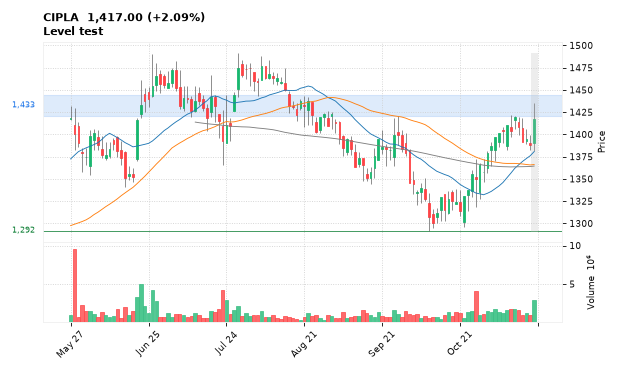 CIPLA 1,417.00 (+2.09%)
Level test
1500
1475
1450
1,433
1425
1400
Price
1375
1350
1325
1,292
1300
10
5
Volume 10⁶
May 27
Jun 25
Jul 24
Aug 21
Sep 21
Oct 21